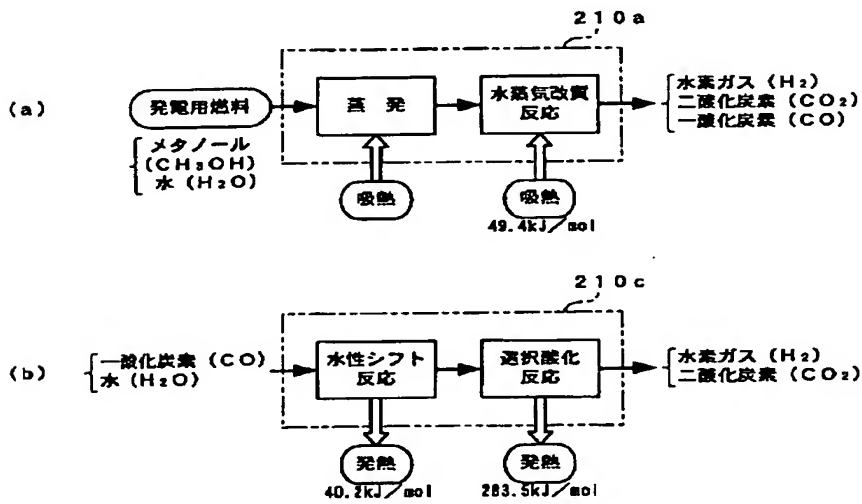 210a
(a)
発電用燃料
メタノール
(CH₃OH)
水 (H₂O)
蒸 発
水蒸気改質
反応
水素ガス (H₂)
二酸化炭素 (CO₂)
一酸化炭素 (CO)
吸熱
吸熱
49.4kJ/mol
210c
(b)
一酸化炭素 (CO)
水 (H₂O)
水性シフト
反応
選択酸化
反応
水素ガス (H₂)
二酸化炭素 (CO₂)
発熱
40.2kJ/mol
発熱
283.5kJ/mol